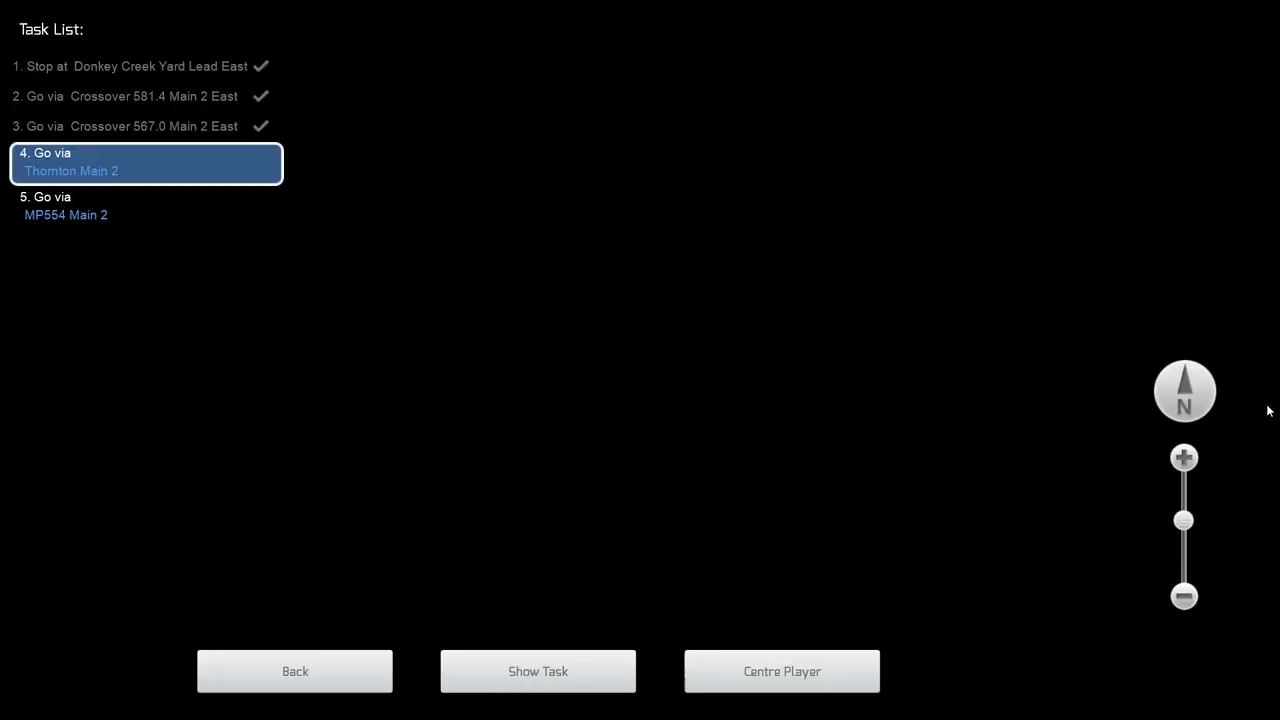 Task List:
1. Stop at Donkey Creek Yard Lead East
2. Go via Crossover 581.4 Main 2 East
3. Go via Crossover 567.0 Main 2 East
4. Go via
Thornton Main 2
5. Go via
MP554 Main 2
N
Back
Show Task
Centre Player